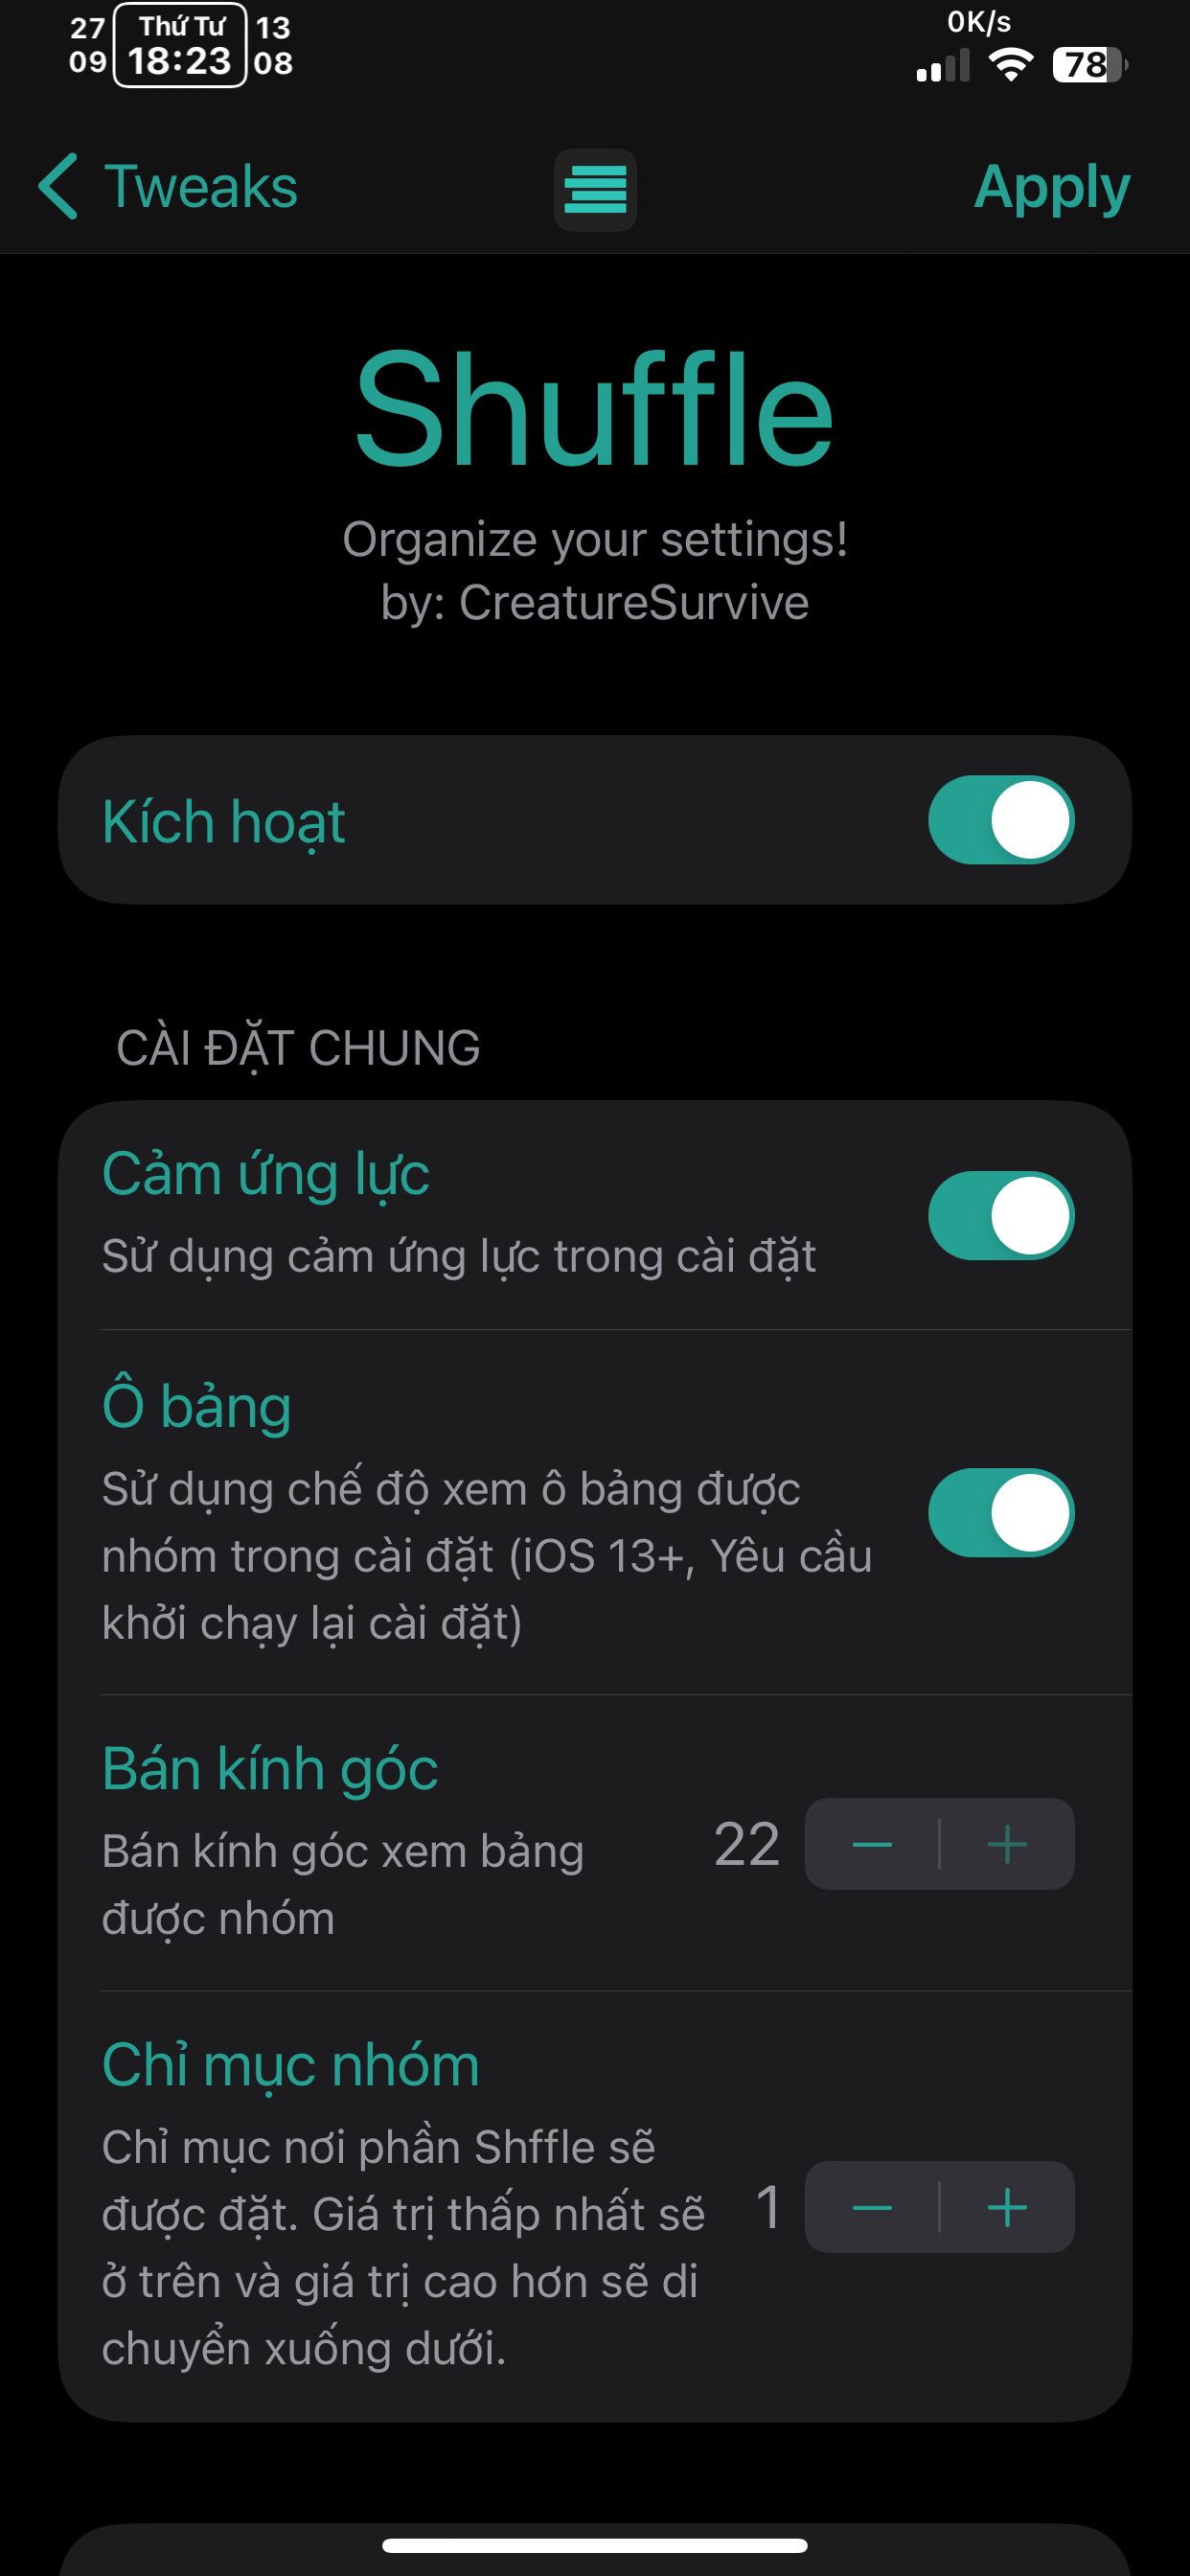 27 Thứ Tư 13
09 18:23 08
0K/s
78
Tweaks
Apply
Shuffle
Organize your settings!
by: CreatureSurvive
Kích hoạt
CÀI ĐẶT CHUNG
Cảm ứng lực
Sử dụng cảm ứng lực trong cài đặt
Ô bảng
Sử dụng chế độ xem ô bảng được
nhóm trong cài đặt (iOS 13+, Yêu cầu
khởi chạy lại cài đặt)
Bán kính góc
Bán kính góc xem bảng
được nhóm
22
Chỉ mục nhóm
Chỉ mục nơi phần Shffle sẽ
được đặt. Giá trị thấp nhất sẽ
ở trên và giá trị cao hơn sẽ di
chuyển xuống dưới.
1